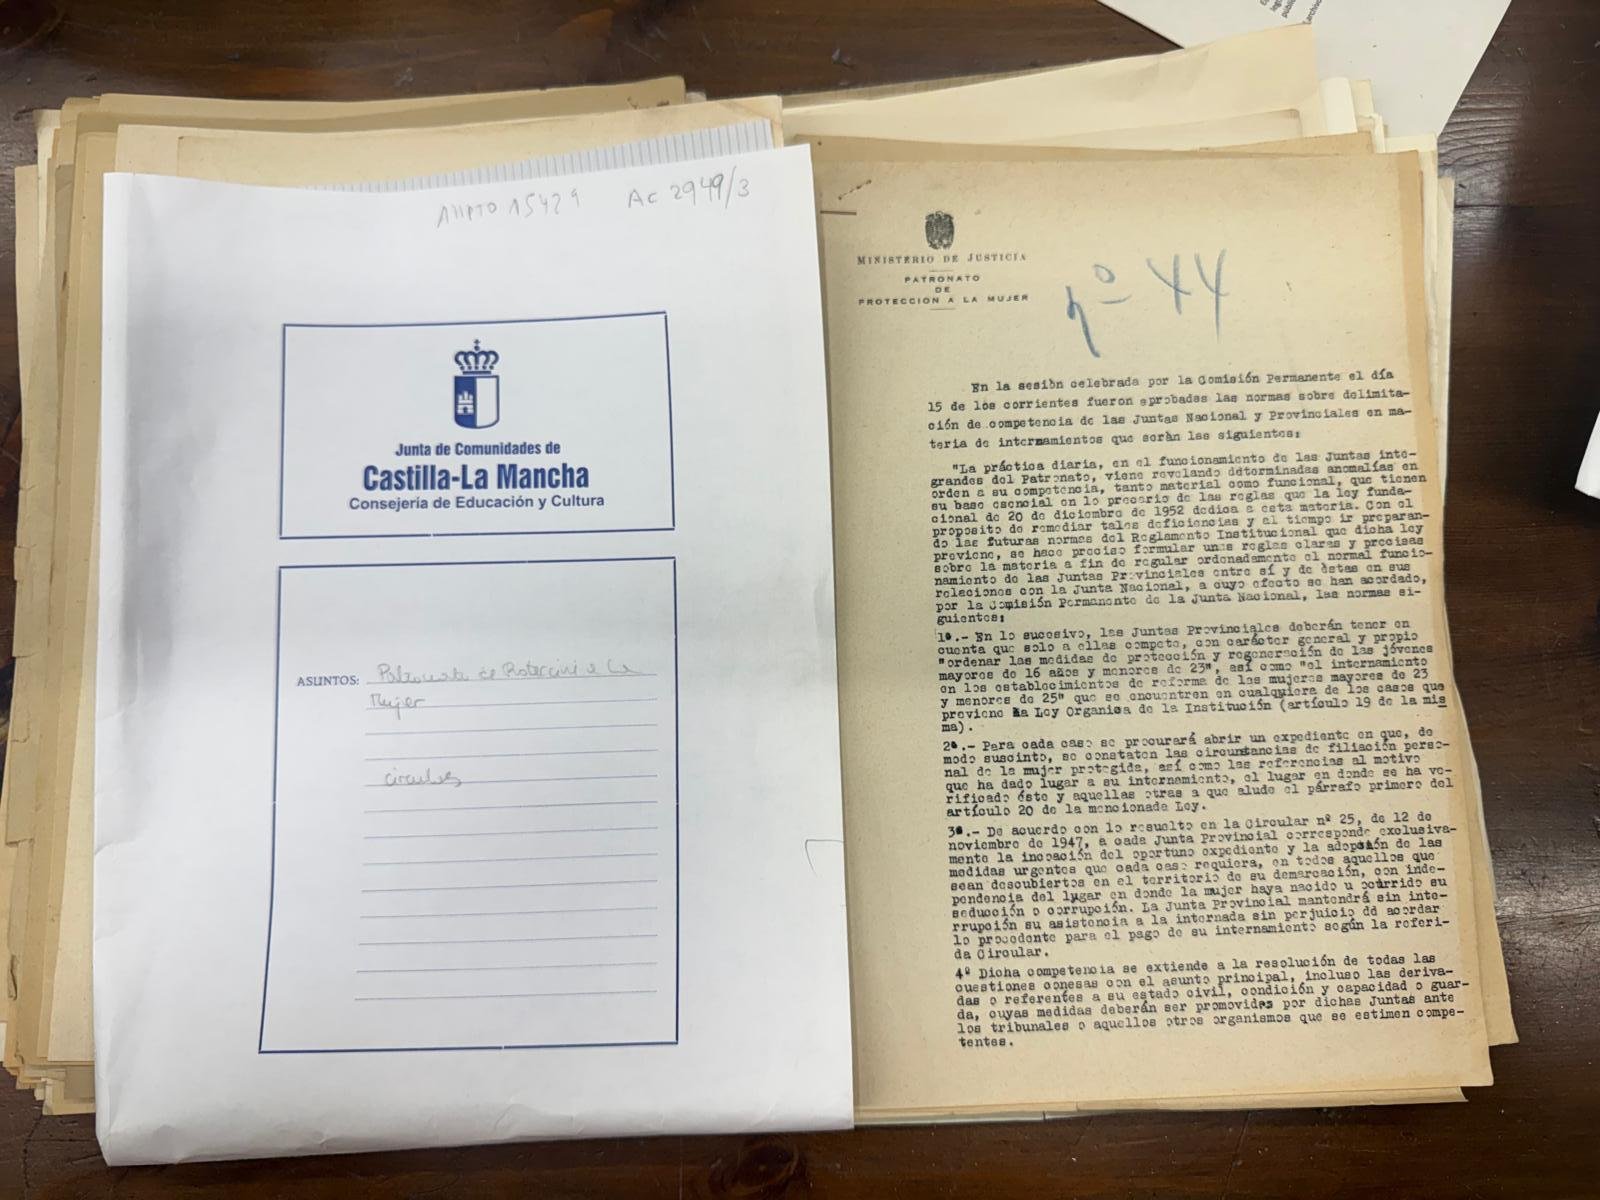 AC 2949/3
Junta de Comunidades de
Castilla-La Mancha
Consejería de Educación y Cultura
ASUNTOS: Patronato de Protección a la
Mujer
circulares
MINISTERIO DE JUSTICIA
PATRONATO
DE
PROTECCION A LA MUJER
nº 44
En la sesión celebrada por la Comisión Permanente el día
15 de los corrientes fueron aprobadas las normas sobre delimita-
ción de competencia de las Juntas Nacional y Provinciales en ma-
teria de internamientos que serán las siguientes:
"La práctica diaria, en el funcionamiento de las Juntas inte-
grandes del Patronato, viene revelando determinadas anomalías en
orden a su competencia, tanto material como funcional, que tienen
su base esencial en lo precario de las reglas que la ley funda-
cional de 20 de diciembre de 1952 dedica a esta materia. Con el
proposito de remediar tales deficiencias y al tiempo ir preparan-
do las futuras normas del Reglamento Institucional que dicha ley
previene, se hace preciso formular unas reglas claras y precisas
sobre la materia a fin de regular ordenadamente el normal funcio-
namiento de las Juntas Provinciales entre sí y de éstas en sus
relaciones con la Junta Nacional, a cuyo efecto se han acordado,
por la Comisión Permanente de la Junta Nacional, las normas si-
guientes:
1ª.- En lo sucesivo, las Juntas Provinciales deberán tener en
cuenta que solo a ellas compete, con carácter general y propio
"ordenar las medidas de protección y regeneración de las jóvenes
mayores de 16 años y menores de 23", así como "el internamiento
en los establecimientos de reforma de las mujeres mayores de 23
y menores de 25" que se encuentren en cualquiera de los casos que
previene la Ley Organica de la Institución (artículo 19 de la mis
ma).
2ª.- Para cada caso se procurará abrir un expediente en que, de
modo suscinto, se constaten las circunstancias de filiación perso-
nal de la mujer protegida, así como las referencias al motivo
que ha dado lugar a su internamiento, el lugar en donde se ha ve-
rificado éste y aquellas otras a que alude el párrafo primero del
artículo 20 de la mencionada Ley.
3ª.- De acuerdo con lo resuelto en la Circular nº 25, de 12 de
noviembre de 1947, a cada Junta Provincial corresponde exclusiva-
mente la incoación del oportuno expediente y la adopción de las
medidas urgentes que cada caso requiera, en todos aquellos que
sean descubiertos en el territorio de su demarcación, con inde-
pendencia del lugar en donde la mujer haya nacido u ocurrido su
seducción o corrupción. La Junta Provincial mantendrá sin inte-
rrupción su asistencia a la internada sin perjuicio dd acordar
lo procedente para el pago de su internamiento según la referi-
da Circular.
4º Dicha competencia se extiende a la resolución de todas las
cuestiones conesas con el asunto principal, incluso las deriva-
das o referentes a su estado civil, condición y capacidad o guar-
da, cuyas medidas deberán ser promovidas por dichas Juntas ante
los tribunales o aquellos otros organismos que se estimen compe-
tentes.